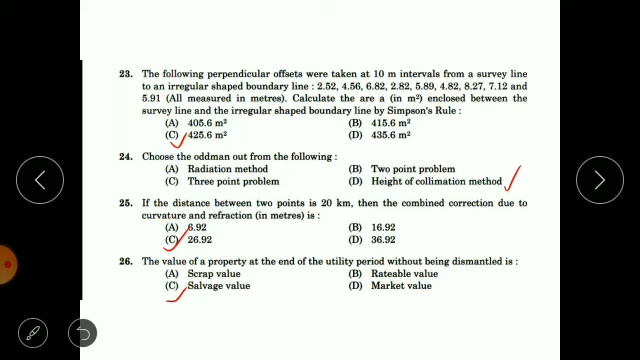 23. The following perpendicular offsets were taken at 10 m intervals from a survey line
to an irregular shaped boundary line : 2.52, 4.56, 6.82, 2.82, 5.89, 4.82, 8.27, 7.12 and
5.91 (All measured in metres). Calculate the are a (in m²) enclosed between the
survey line and the irregular shaped boundary line by Simpson's Rule :
(A) 405.6 m² (B) 415.6 m²
(C) 425.6 m² (D) 435.6 m²
24. Choose the oddman out from the following :
(A) Radiation method (B) Two point problem
(C) Three point problem (D) Height of collimation method
25. If the distance between two points is 20 km, then the combined correction due to
curvature and refraction (in metres) is :
(A) 6.92 (B) 16.92
(C) 26.92 (D) 36.92
26. The value of a property at the end of the utility period without being dismantled is :
(A) Scrap value (B) Rateable value
(C) Salvage value (D) Market value